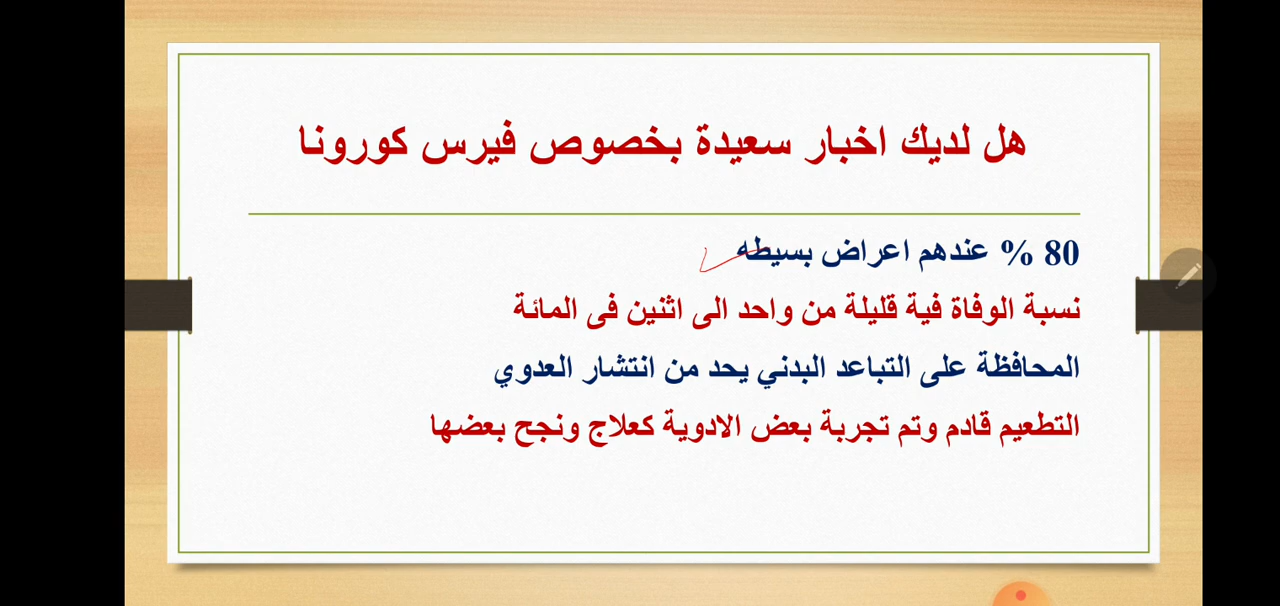 هل لديك اخبار سعيدة بخصوص فيرس كورونا
80 % عندهم اعراض بسيطه
نسبة الوفاة فية قليلة من واحد الى اثنين فى المائة
المحافظة على التباعد البدني يحد من انتشار العدوي
التطعيم قادم وتم تجربة بعض الادوية كعلاج ونجح بعضها